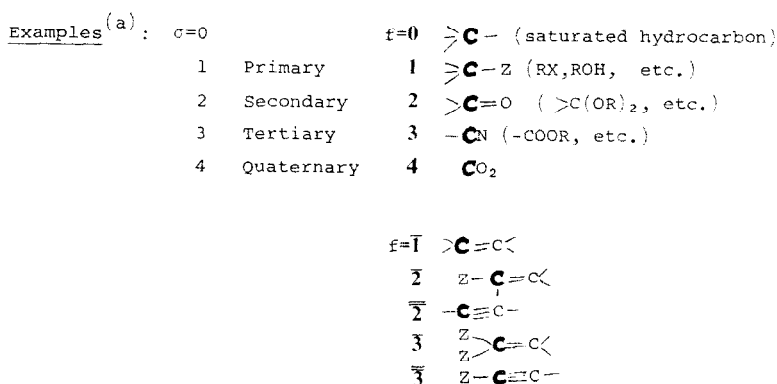 Examples(a): σ=0 f=0 >C- (saturated hydrocarbon)
1 Primary 1 >C-Z (RX,ROH, etc.)
2 Secondary 2 >C=O ( >C(OR)₂, etc.)
3 Tertiary 3 -CN (-COOR, etc.)
4 Quaternary 4 CO₂
f=1̅ >C=C<
2̅ Z-C=C<
2̿ -C≡C-
3̅ Z Z>C=C<
3̿ Z-C≡C-